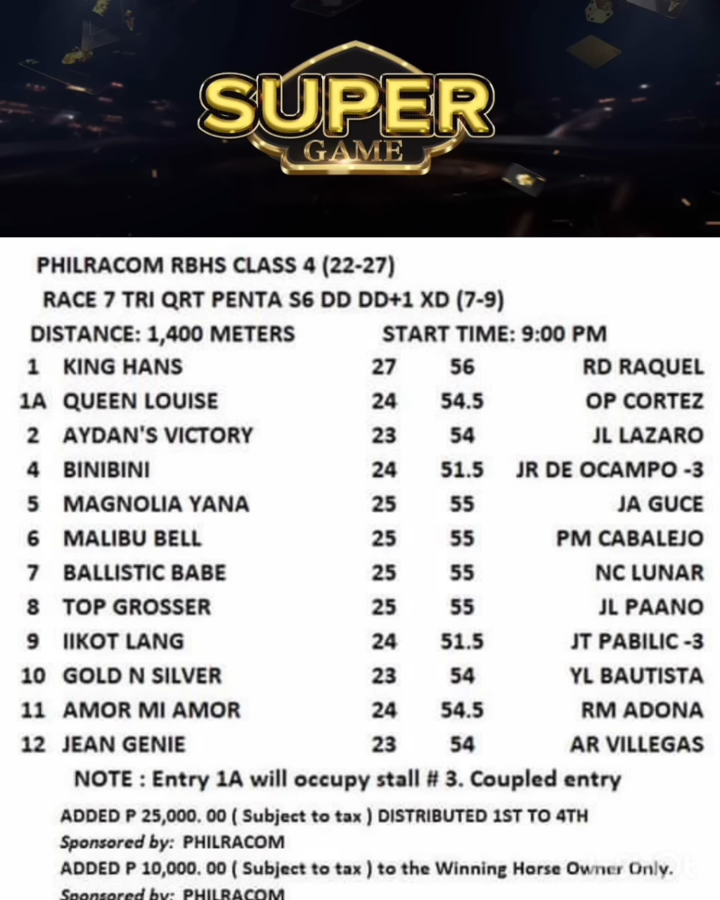 SUPER
GAME
PHILRACOM RBHS CLASS 4 (22-27)
RACE 7 TRI QRT PENTA S6 DD DD+1 XD (7-9)
DISTANCE: 1,400 METERS START TIME: 9:00 PM
1 KING HANS 27 56 RD RAQUEL
1A QUEEN LOUISE 24 54.5 OP CORTEZ
2 AYDAN'S VICTORY 23 54 JL LAZARO
4 BINIBINI 24 51.5 JR DE OCAMPO -3
5 MAGNOLIA YANA 25 55 JA GUCE
6 MALIBU BELL 25 55 PM CABALEJO
7 BALLISTIC BABE 25 55 NC LUNAR
8 TOP GROSSER 25 55 JL PAANO
9 IIKOT LANG 24 51.5 JT PABILIC -3
10 GOLD N SILVER 23 54 YL BAUTISTA
11 AMOR MI AMOR 24 54.5 RM ADONA
12 JEAN GENIE 23 54 AR VILLEGAS
NOTE : Entry 1A will occupy stall # 3. Coupled entry
ADDED P 25,000. 00 ( Subject to tax ) DISTRIBUTED 1ST TO 4TH
Sponsored by: PHILRACOM
ADDED P 10,000. 00 ( Subject to tax ) to the Winning Horse Owner Only.
Sponsored by: PHILRACOM